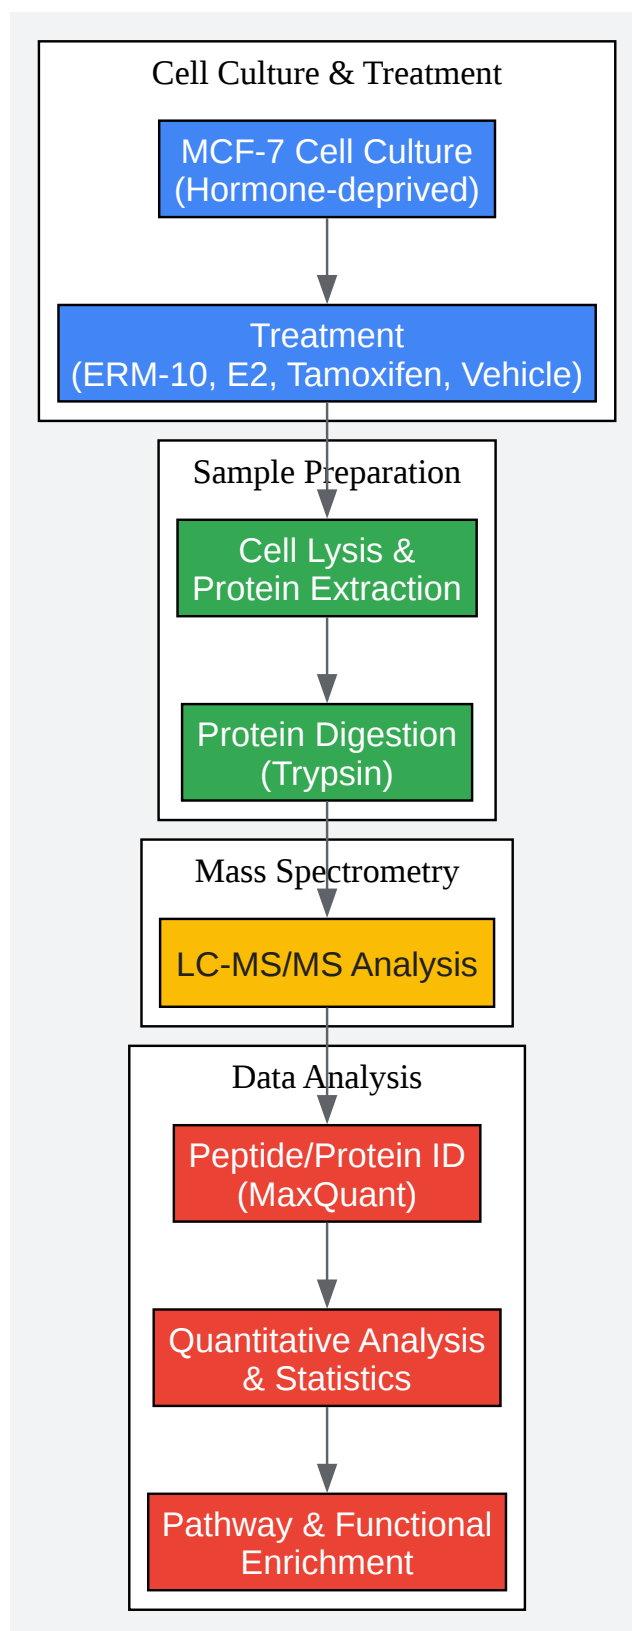 Cell Culture & Treatment
MCF-7 Cell Culture
(Hormone-deprived)
Treatment
(ERM-10, E2, Tamoxifen, Vehicle)
Sample Preparation
Cell Lysis &
Protein Extraction
Protein Digestion
(Trypsin)
Mass Spectrometry
LC-MS/MS Analysis
Data Analysis
Peptide/Protein ID
(MaxQuant)
Quantitative Analysis
& Statistics
Pathway & Functional
Enrichment